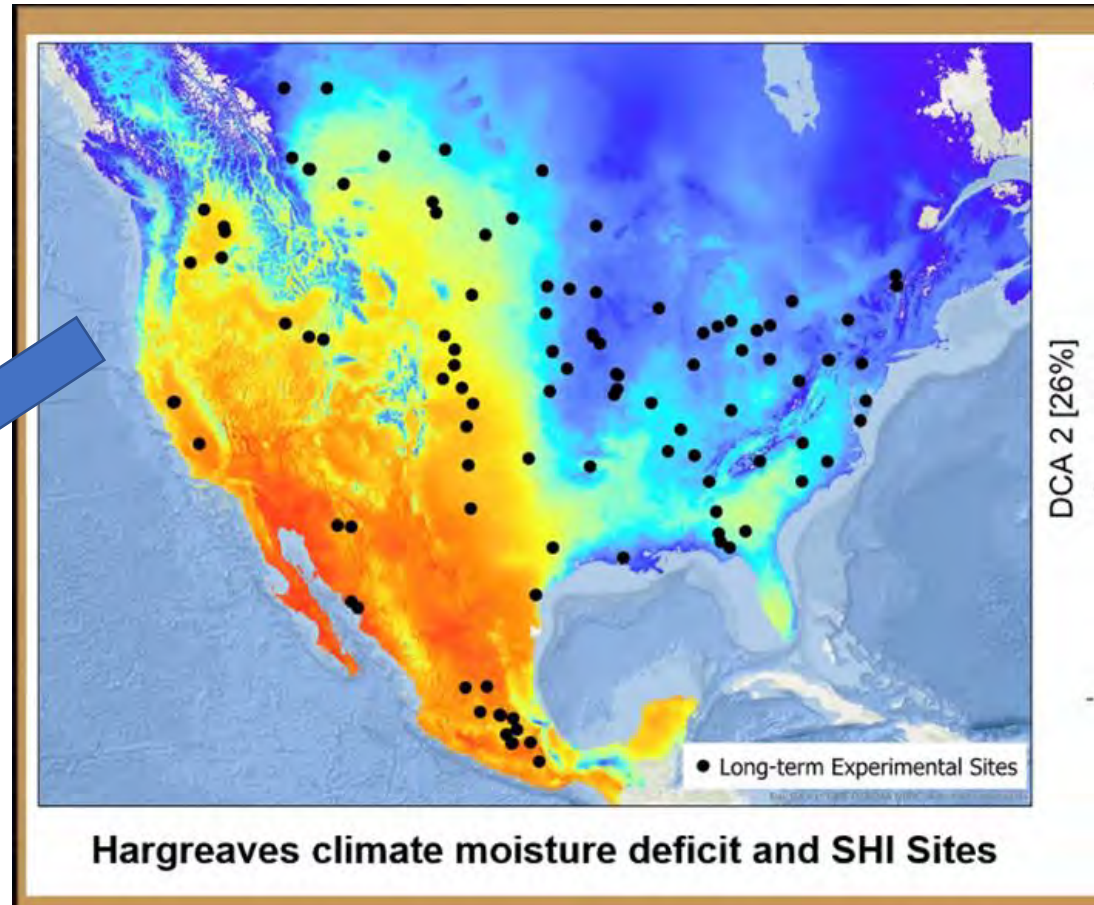 ● Long-term Experimental Sites
Hargreaves climate moisture deficit and SHI Sites
DCA 2 [26%]